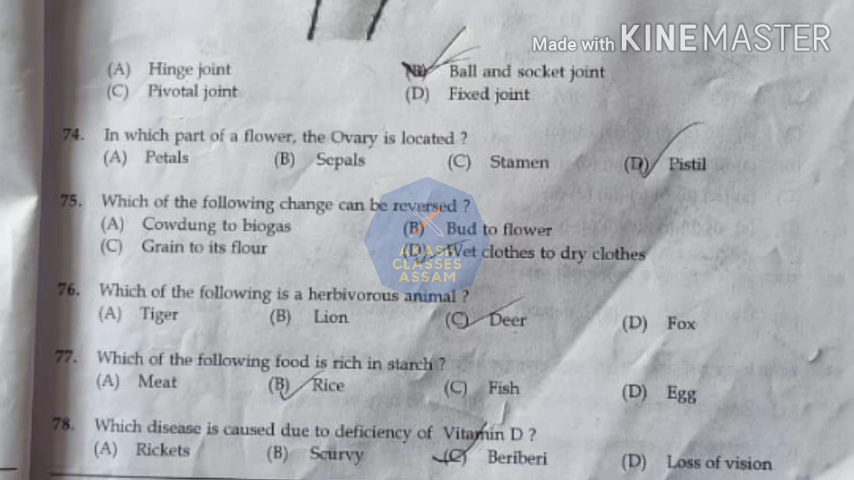 Made with KINEMASTER
(A) Hinge joint (B) Ball and socket joint
(C) Pivotal joint (D) Fixed joint
74. In which part of a flower, the Ovary is located ?
(A) Petals (B) Sepals (C) Stamen (D) Pistil
75. Which of the following change can be reversed ?
(A) Cowdung to biogas (B) Bud to flower
(C) Grain to its flour (D) Wet clothes to dry clothes
AKASH
CLASSES
ASSAM
76. Which of the following is a herbivorous animal ?
(A) Tiger (B) Lion (C) Deer (D) Fox
77. Which of the following food is rich in starch ?
(A) Meat (B) Rice (C) Fish (D) Egg
78. Which disease is caused due to deficiency of Vitamin D ?
(A) Rickets (B) Scurvy (C) Beriberi (D) Loss of vision